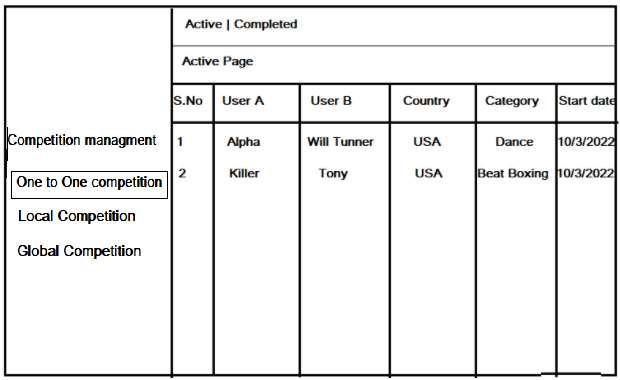 Active | Completed
Active Page
S.No User A User B Country Category Start date
Competition managment
1 Alpha Will Tunner USA Dance 10/3/2022
One to One competition
2 Killer Tony USA Beat Boxing 10/3/2022
Local Competition
Global Competition